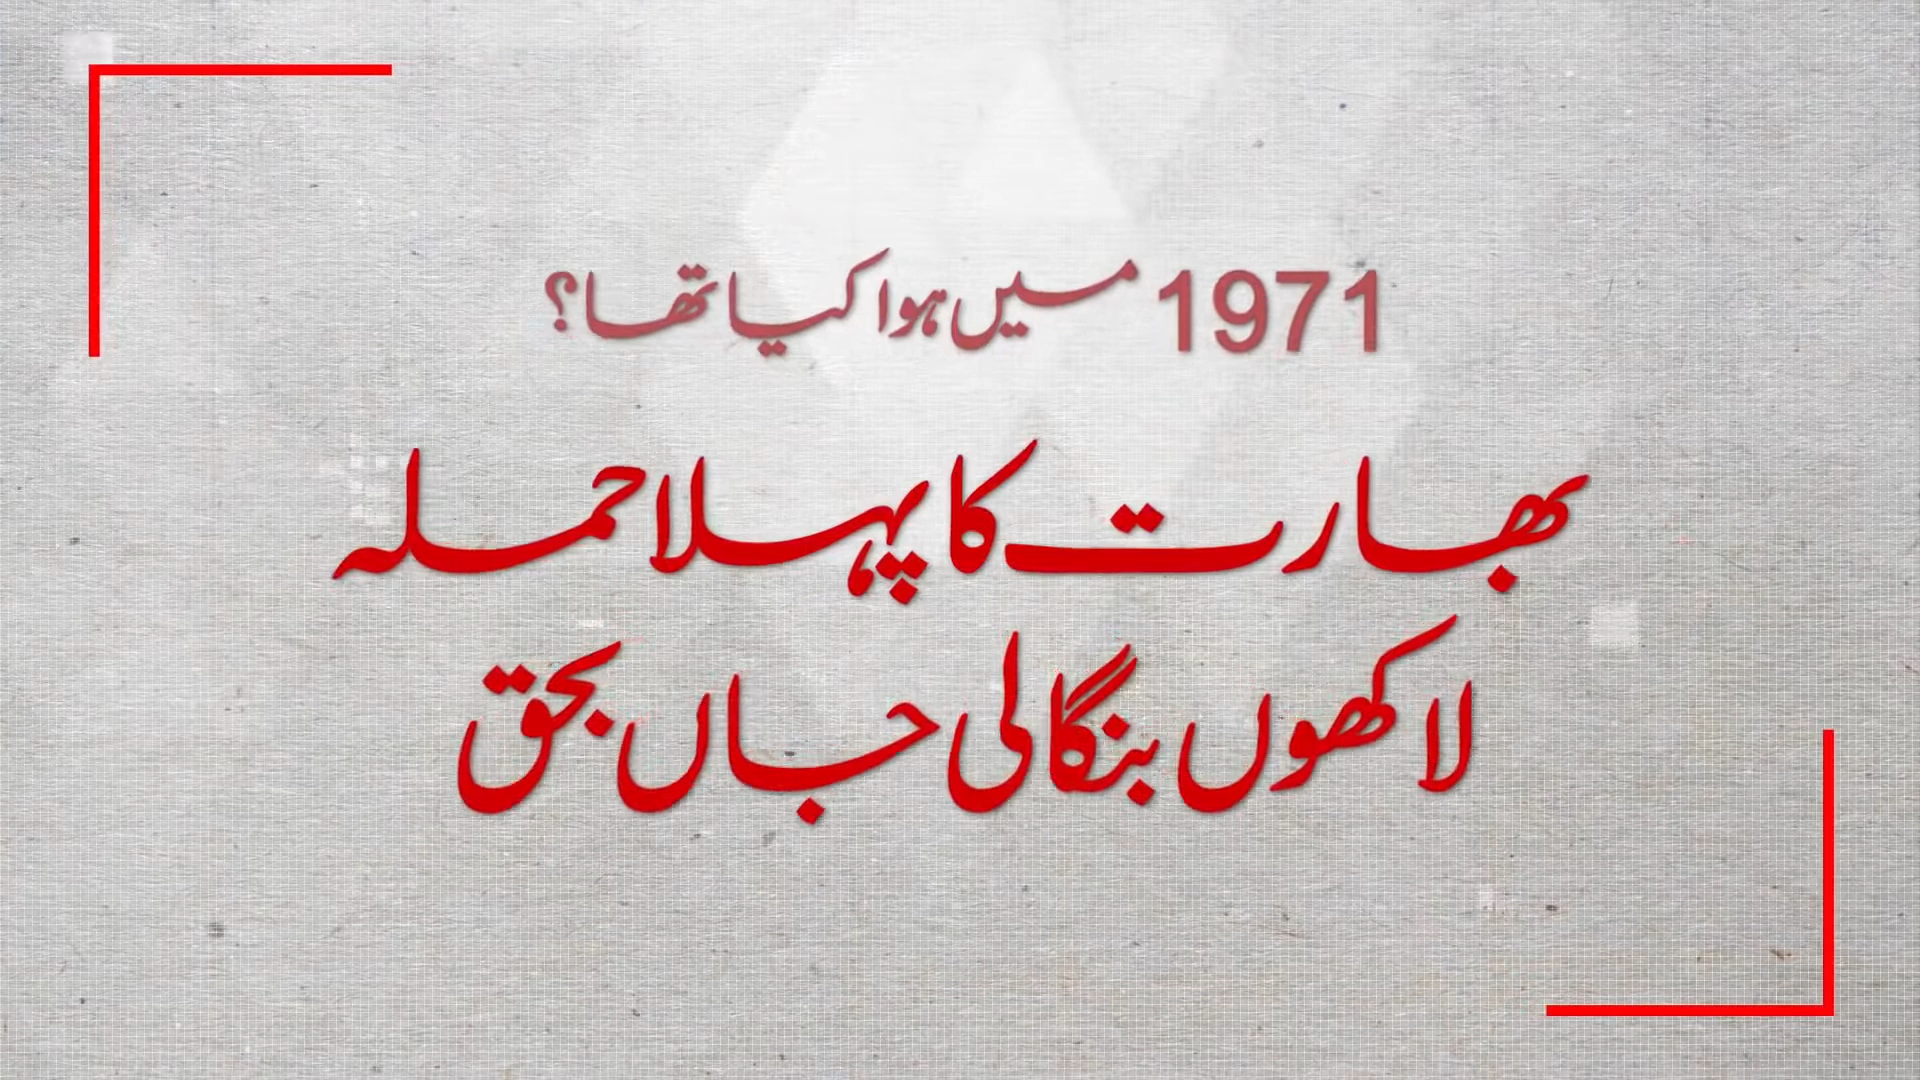 1971 میں ہوا کیا تھا؟
بھارت کا پہلا حملہ
لاکھوں بنگالی جاں بحق